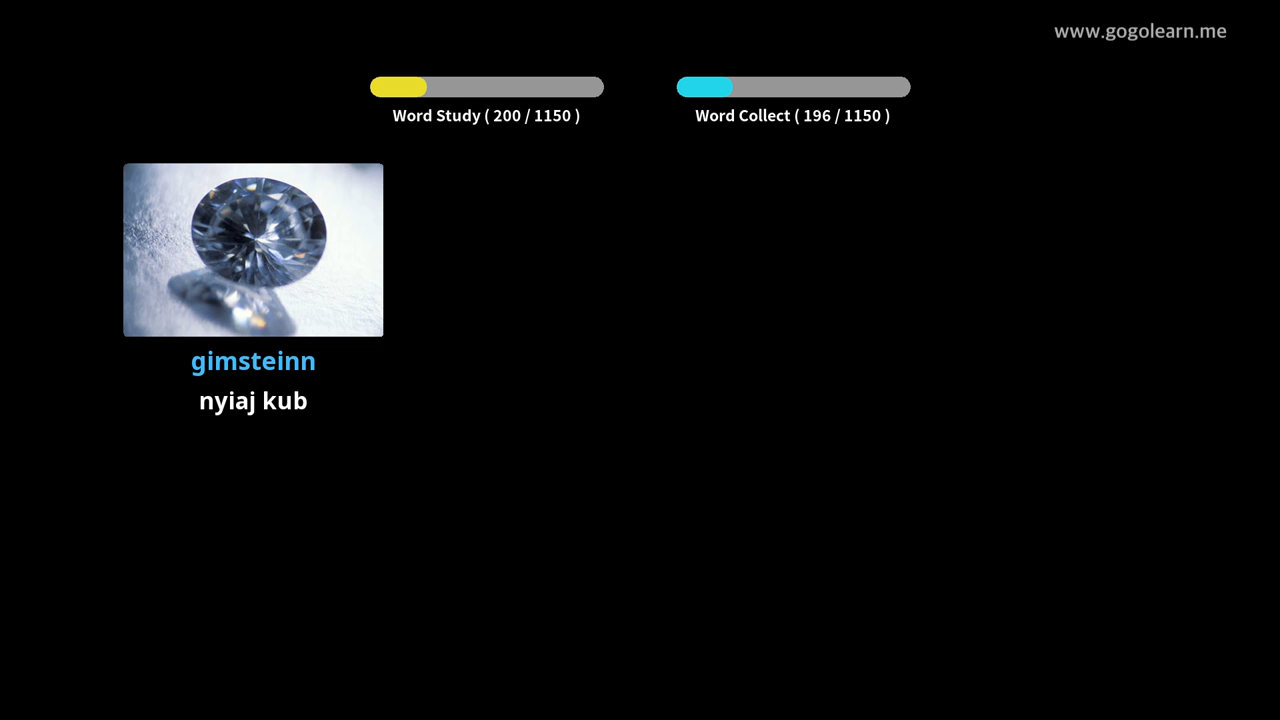 www.gogolearn.me
Word Study ( 200 / 1150 )
Word Collect ( 196 / 1150 )
gimsteinn
nyiaj kub